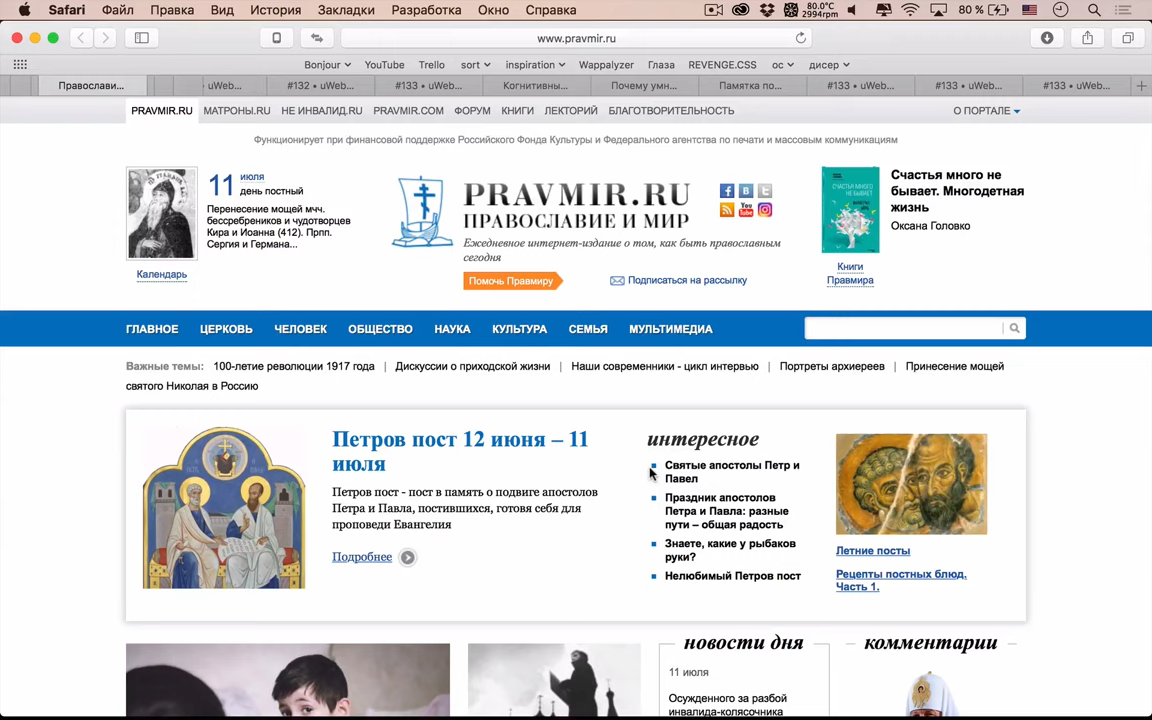 Safari Файл Правка Вид История Закладки Разработка Окно Справка
80.0°C
2994rpm
80 %
www.pravmir.ru
Bonjour YouTube Trello sort inspiration Wappalyzer Глаза REVENGE.CSS ос дисер
Православи... uWeb... #132 • uWeb... #133 • uWeb... Когнитивны... Почему умн... Памятка по... #133 • uWeb... #133 • uWeb... #133 • uWeb...
PRAVMIR.RU МАТРОНЫ.RU НЕ ИНВАЛИД.RU PRAVMIR.COM ФОРУМ КНИГИ ЛЕКТОРИЙ БЛАГОТВОРИТЕЛЬНОСТЬ О ПОРТАЛЕ
Функционирует при финансовой поддержке Российского Фонда Культуры и Федерального агентства по печати и массовым коммуникациям
11 июля
день постный
Перенесение мощей мчч.
бессребреников и чудотворцев
Кира и Иоанна (412). Прпп.
Сергия и Германа...
Календарь
PRAVMIR.RU
ПРАВОСЛАВИЕ И МИР
Ежедневное интернет-издание о том, как быть православным
сегодня
Помочь Правмиру
Подписаться на рассылку
You
Tube
СЧАСТЬЯ МНОГО
НЕ БЫВАЕТ
Счастья много не
бывает. Многодетная
жизнь
Оксана Головко
Книги
Правмира
ГЛАВНОЕ ЦЕРКОВЬ ЧЕЛОВЕК ОБЩЕСТВО НАУКА КУЛЬТУРА СЕМЬЯ МУЛЬТИМЕДИА
Важные темы: 100-летие революции 1917 года | Дискуссии о приходской жизни | Наши современники - цикл интервью | Портреты архиереев | Принесение мощей
святого Николая в Россию
Петров пост 12 июня – 11
июля
Петров пост - пост в память о подвиге апостолов
Петра и Павла, постившихся, готовя себя для
проповеди Евангелия
Подробнее
интересное
Святые апостолы Петр и
Павел
Праздник апостолов
Петра и Павла: разные
пути – общая радость
Знаете, какие у рыбаков
руки?
Нелюбимый Петров пост
Летние посты
Рецепты постных блюд.
Часть 1.
новости дня
11 июля
Осужденного за разбой
инвалида-колясочника
комментарии